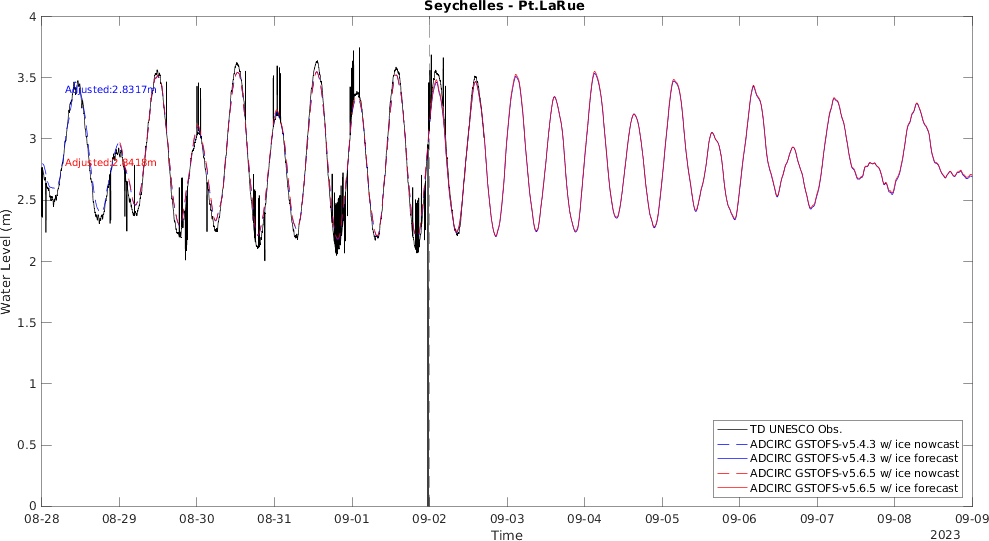 Seychelles - Pt.LaRue
4
3.5
3
2.5
2
1.5
1
0.5
0
Water Level (m)
Adjusted:2.8317m
Adjusted:2.8418m
TD UNESCO Obs.
ADCIRC GSTOFS-v5.4.3 w/ ice nowcast
ADCIRC GSTOFS-v5.4.3 w/ ice forecast
ADCIRC GSTOFS-v5.6.5 w/ ice nowcast
ADCIRC GSTOFS-v5.6.5 w/ ice forecast
08-28 08-29 08-30 08-31 09-01 09-02 09-03 09-04 09-05 09-06 09-07 09-08 09-09
Time
2023